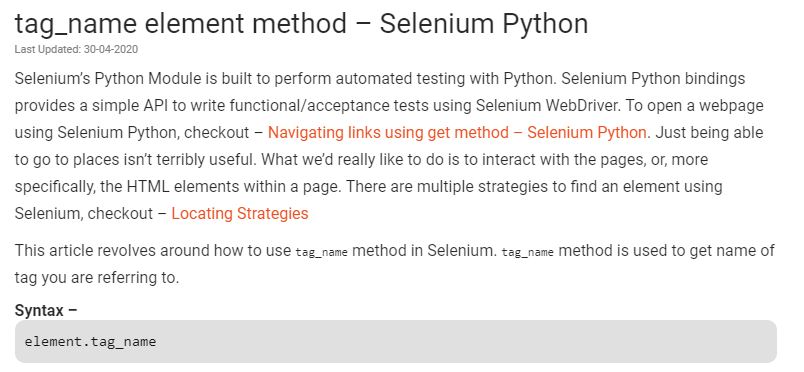 tag_name element method – Selenium Python
Last Updated: 30-04-2020
Selenium’s Python Module is built to perform automated testing with Python. Selenium Python bindings
provides a simple API to write functional/acceptance tests using Selenium WebDriver. To open a webpage
using Selenium Python, checkout – Navigating links using get method – Selenium Python. Just being able
to go to places isn’t terribly useful. What we’d really like to do is to interact with the pages, or, more
specifically, the HTML elements within a page. There are multiple strategies to find an element using
Selenium, checkout – Locating Strategies
This article revolves around how to use tag_name method in Selenium. tag_name method is used to get name of
tag you are referring to.
Syntax –
element.tag_name